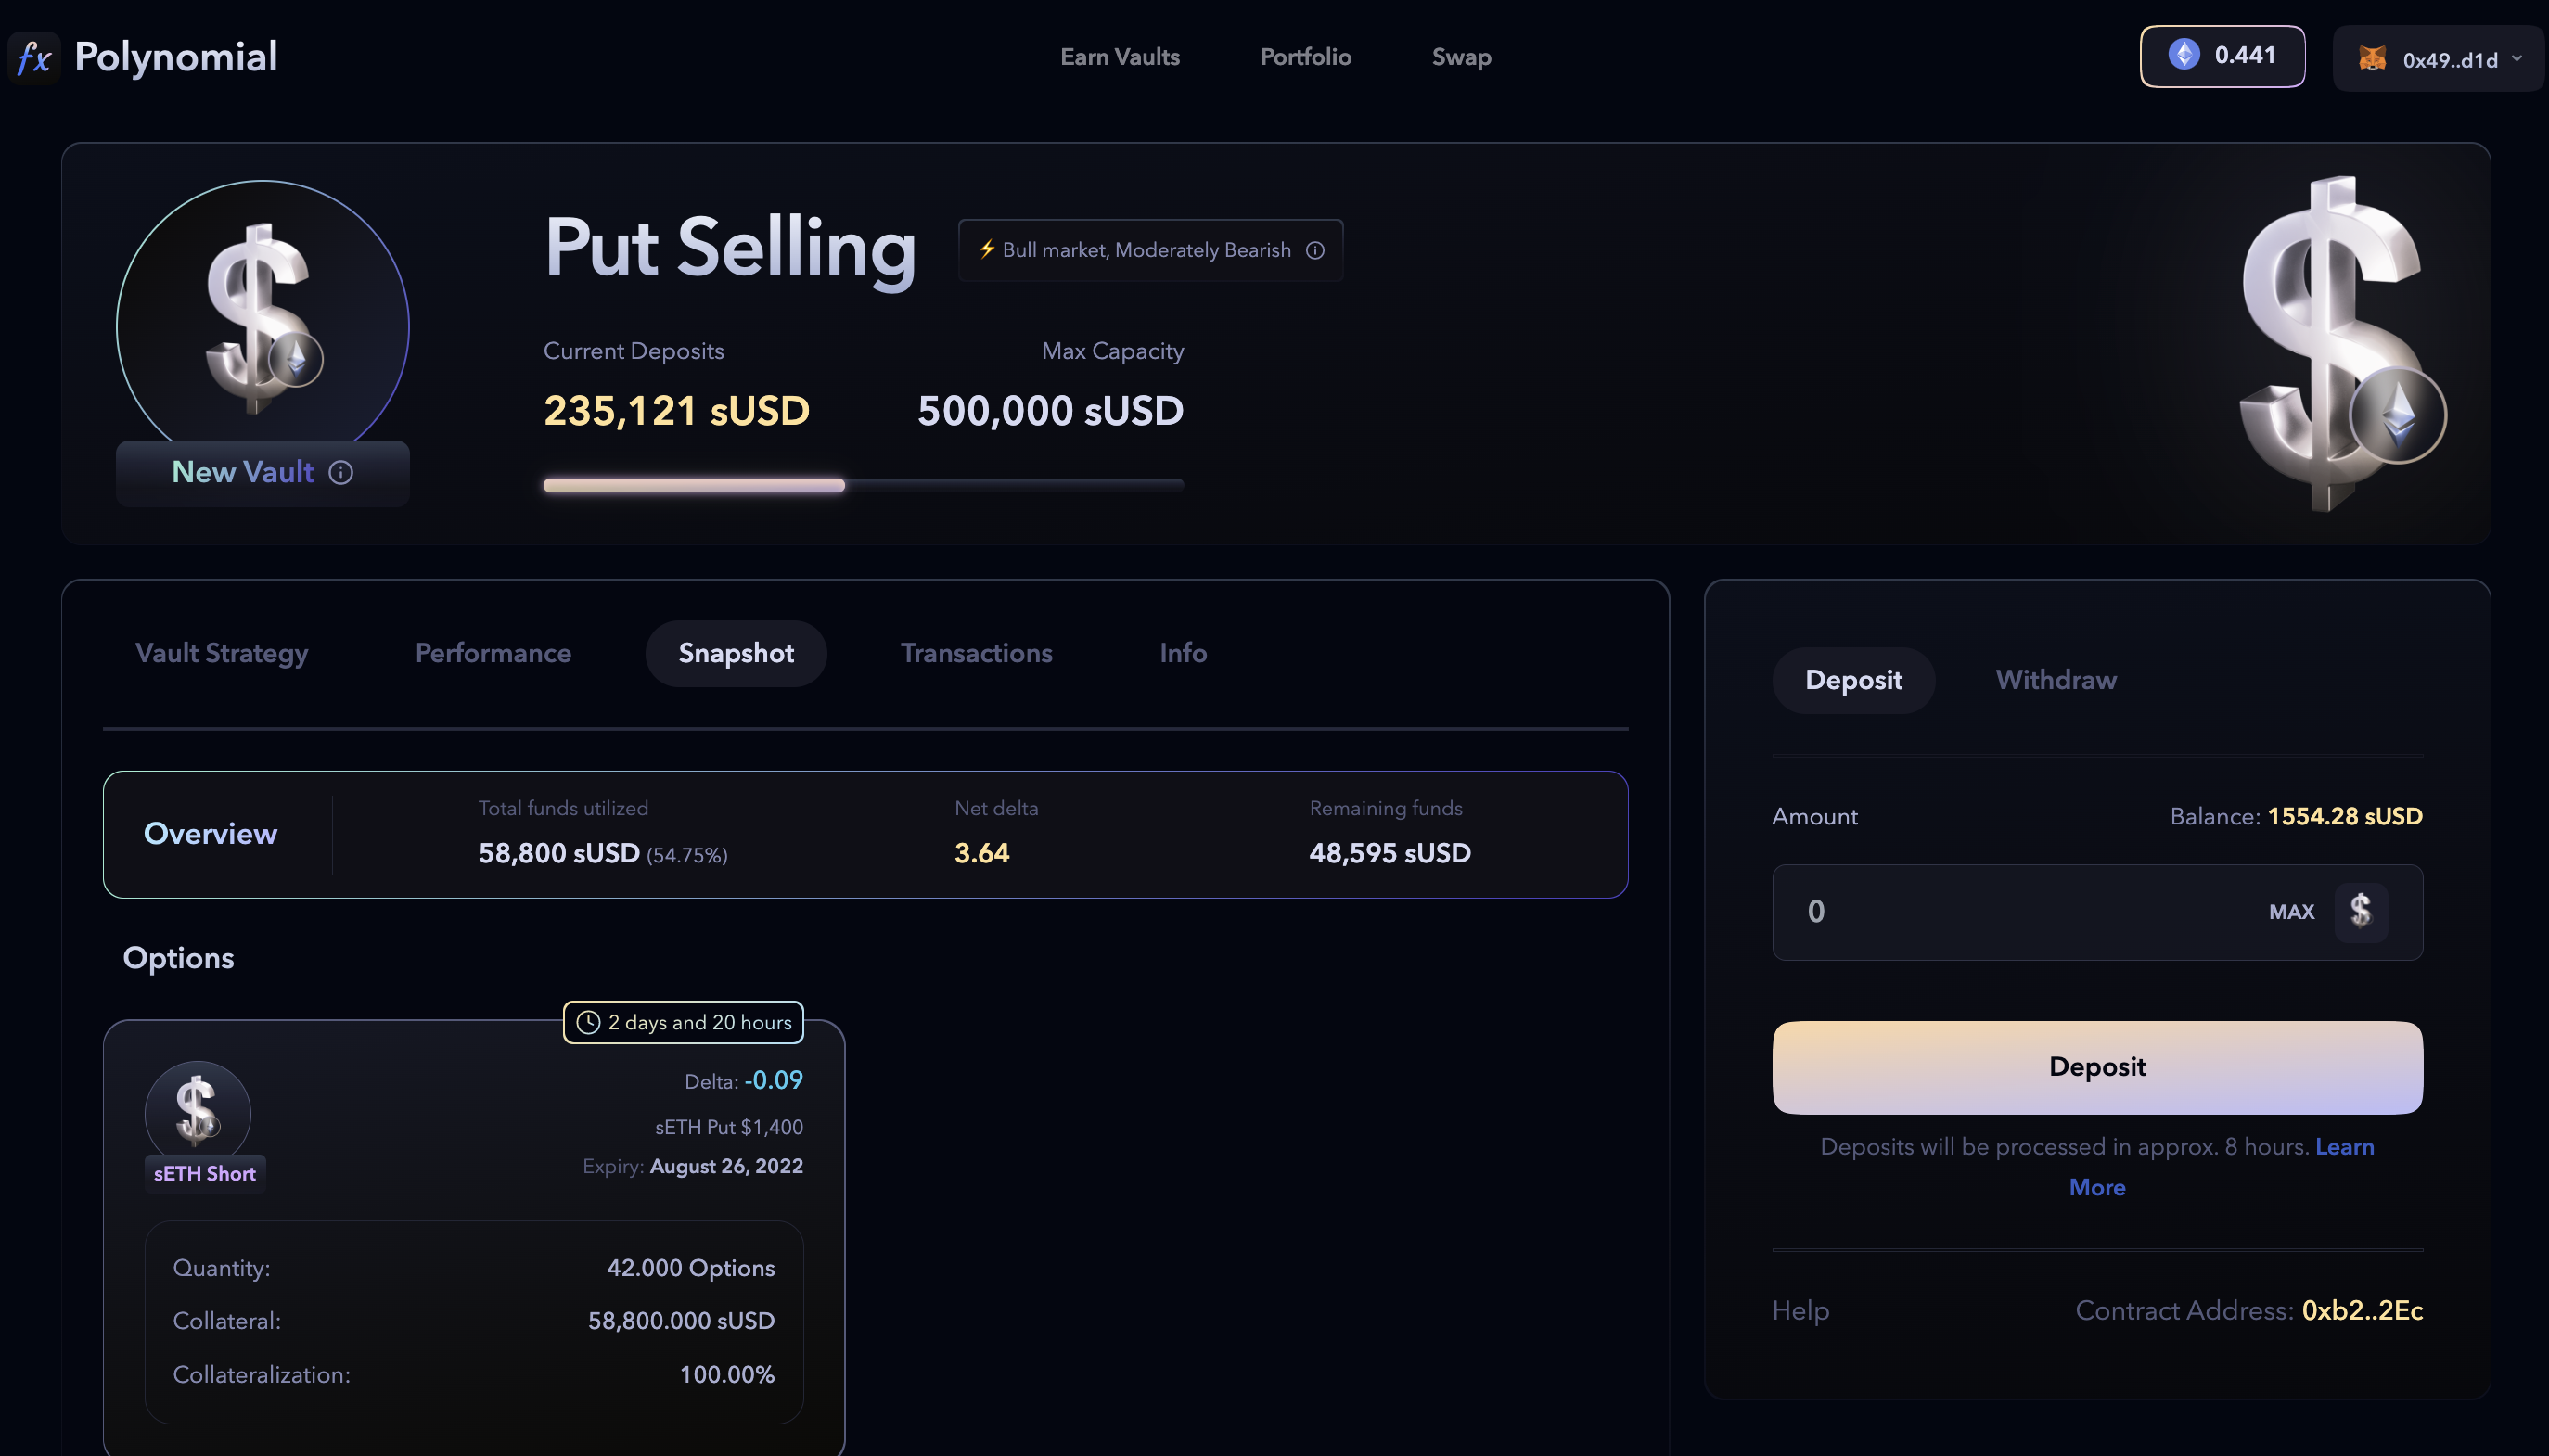 fx Polynomial
Earn Vaults
Portfolio
Swap
0.441
0x49..d1d
Put Selling
⚡ Bull market, Moderately Bearish
Current Deposits
Max Capacity
235,121 sUSD
500,000 sUSD
New Vault
Vault Strategy
Performance
Snapshot
Transactions
Info
Overview
Total funds utilized
58,800 sUSD (54.75%)
Net delta
3.64
Remaining funds
48,595 sUSD
Options
2 days and 20 hours
Delta: -0.09
sETH Put $1,400
Expiry: August 26, 2022
sETH Short
Quantity:
42.000 Options
Collateral:
58,800.000 sUSD
Collateralization:
100.00%
Deposit
Withdraw
Amount
Balance: 1554.28 sUSD
0
MAX
Deposit
Deposits will be processed in approx. 8 hours. Learn
More
Help
Contract Address: 0xb2..2Ec